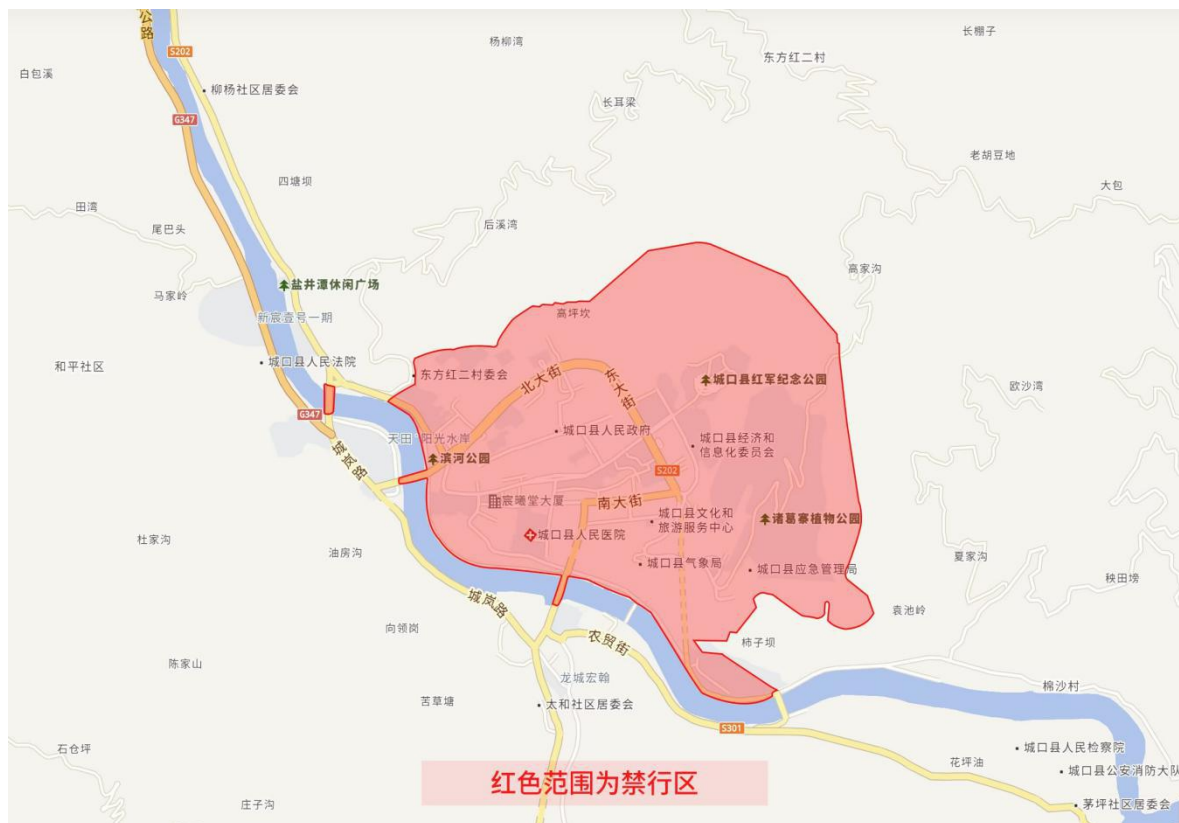 公路
S202
杨柳湾
长棚子
东方红二村
白包溪
柳杨社区居委会
长耳梁
G347
老胡豆地
四塘坝
大包
田湾
后溪湾
尾巴头
高家沟
盐井潭休闲广场
马家岭
新宸壹号一期
高坪坎
城口县人民法院
和平社区
东方红二村委会
北大街
东大街
城口县红军纪念公园
欧沙湾
G347
天田
阳光水岸
城口县人民政府
城口县经济和
信息化委员会
城岚路
滨河公园
S202
宸曦堂大厦
南大街
城口县文化和
旅游服务中心
诸葛寨植物公园
杜家沟
油房沟
城口县人民医院
夏家沟
城口县气象局
城口县应急管理局
秧田塝
城岚路
袁池岭
向领岗
农贸街
柿子坝
陈家山
龙城宏翰
棉沙村
苦草塘
太和社区居委会
S301
石仓坪
城口县人民检察院
花坪油
城口县公安消防大队
红色范围为禁行区
庄子沟
茅坪社区居委会